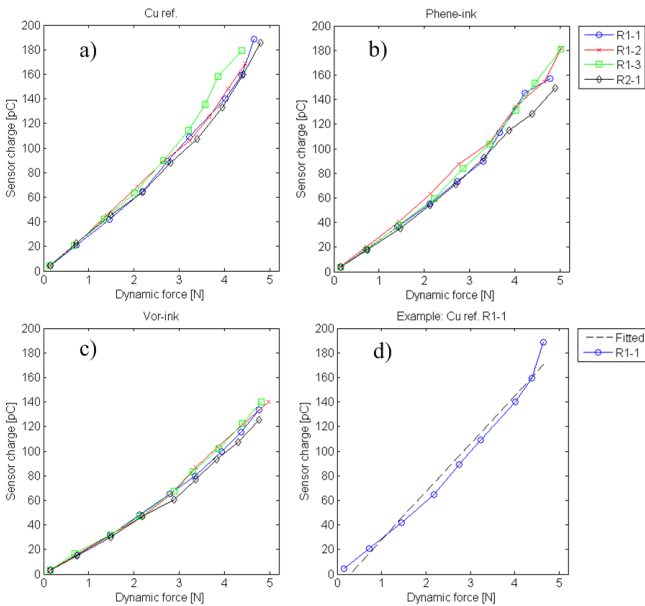 Cu ref.
Phene-ink
a)
b)
R1-1
R1-2
R1-3
R2-1
Sensor charge [pC]
200
180
160
140
120
100
80
60
40
20
0
0 1 2 3 4 5
Dynamic force [N]
Sensor charge [pC]
200
180
160
140
120
100
80
60
40
20
0
0 1 2 3 4 5
Dynamic force [N]
Vor-ink
Example: Cu ref. R1-1
c)
d)
Fitted
R1-1
Sensor charge [pC]
200
180
160
140
120
100
80
60
40
20
0
0 1 2 3 4 5
Dynamic force [N]
Sensor charge [pC]
200
180
160
140
120
100
80
60
40
20
0
0 1 2 3 4 5
Dynamic force [N]